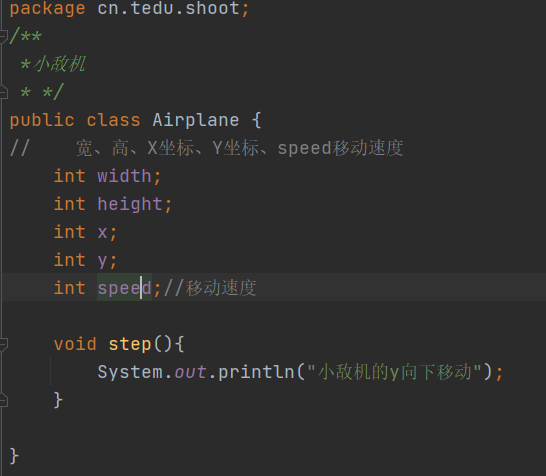 package cn.tedu.shoot;
/**
 *小敌机
 * */
public class Airplane {
//    宽、高、X坐标、Y坐标、speed移动速度
    int width;
    int height;
    int x;
    int y;
    int speed;//移动速度
    void step(){
        System.out.println("小敌机的y向下移动");
    }
}